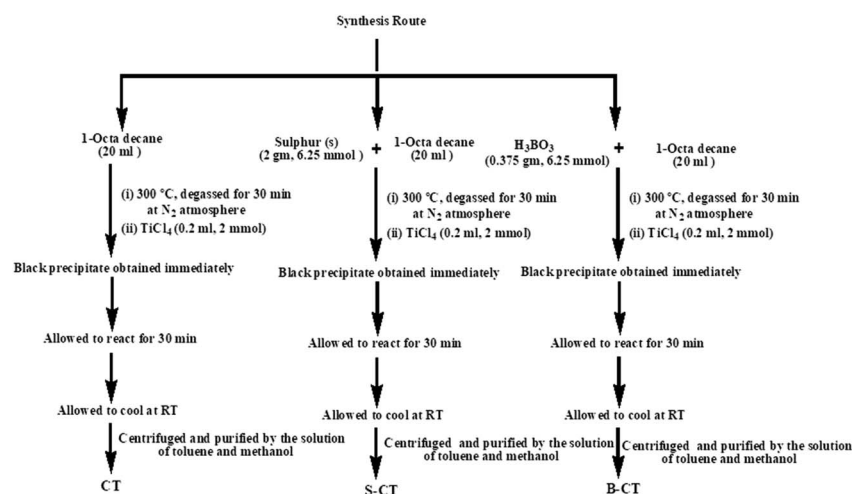 Synthesis Route
1-Octa decane
(20 ml )
(i) 300 °C, degassed for 30 min
at N2 atmosphere
(ii) TiCl4 (0.2 ml, 2 mmol)
Black precipitate obtained immediately
Allowed to react for 30 min
Allowed to cool at RT
Centrifuged and purified by the solution
of toluene and methanol
CT
Sulphur (s)
(2 gm, 6.25 mmol )
+
1-Octa decane
(20 ml )
(i) 300 °C, degassed for 30 min
at N2 atmosphere
(ii) TiCl4 (0.2 ml, 2 mmol)
Black precipitate obtained immediately
Allowed to react for 30 min
Allowed to cool at RT
Centrifuged and purified by the solution
of toluene and methanol
S-CT
H3BO3
(0.375 gm, 6.25 mmol)
+
1-Octa decane
(20 ml )
(i) 300 °C, degassed for 30 min
at N2 atmosphere
(ii) TiCl4 (0.2 ml, 2 mmol)
Black precipitate obtained immediately
Allowed to react for 30 min
Allowed to cool at RT
Centrifuged and purified by the solution
of toluene and methanol
B-CT